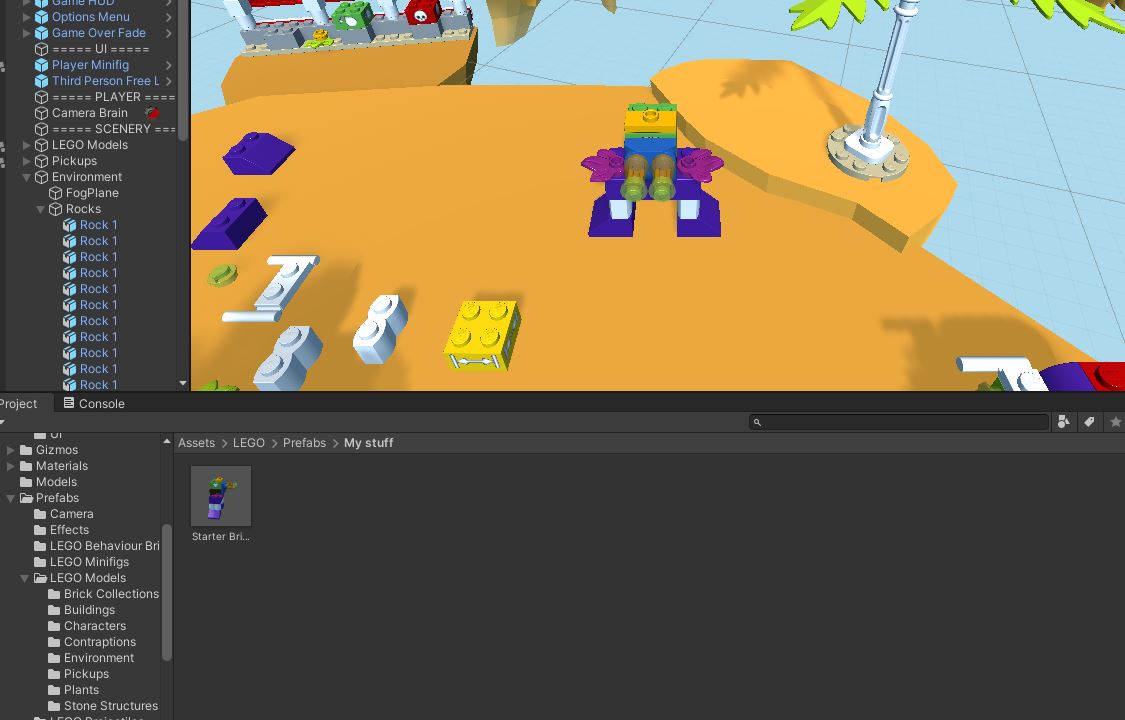 Game HUD
Options Menu
Game Over Fade
===== UI =====
Player Minifig
Third Person Free L
===== PLAYER ====
Camera Brain
===== SCENERY ===
LEGO Models
Pickups
Environment
FogPlane
Rocks
Rock 1
Rock 1
Rock 1
Rock 1
Rock 1
Rock 1
Rock 1
Rock 1
Rock 1
Rock 1
Rock 1
Project
Console
UI
Gizmos
Materials
Models
Prefabs
Camera
Effects
LEGO Behaviour Bri
LEGO Minifigs
LEGO Models
Brick Collections
Buildings
Characters
Contraptions
Environment
Pickups
Plants
Stone Structures
LEGO Projectiles
Assets > LEGO > Prefabs > My stuff
Starter Bri...